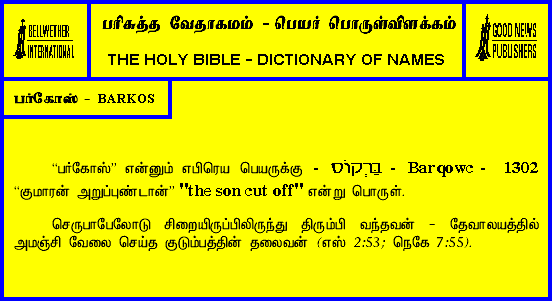 BELLWETHER
INTERNATIONAL
பரிசுத்த வேதாகமம் - பெயர் பொருள்விளக்கம்
THE HOLY BIBLE - DICTIONARY OF NAMES
GOOD NEWS
PUBLISHERS
பர்கோஸ் - BARKOS
“பர்கோஸ்” என்னும் எபிரெய பெயருக்கு - בַּרְקוֹס - Barqowc - 1302
“குமாரன் அறுப்புண்டான்” "the son cut off" என்று பொருள்.
செருபாபேலோடு சிறையிருப்பிலிருந்து திரும்பி வந்தவன் - தேவாலயத்தில்
அமஞ்சி வேலை செய்த குடும்பத்தின் தலைவன் (எஸ் 2:53; நெகே 7:55).